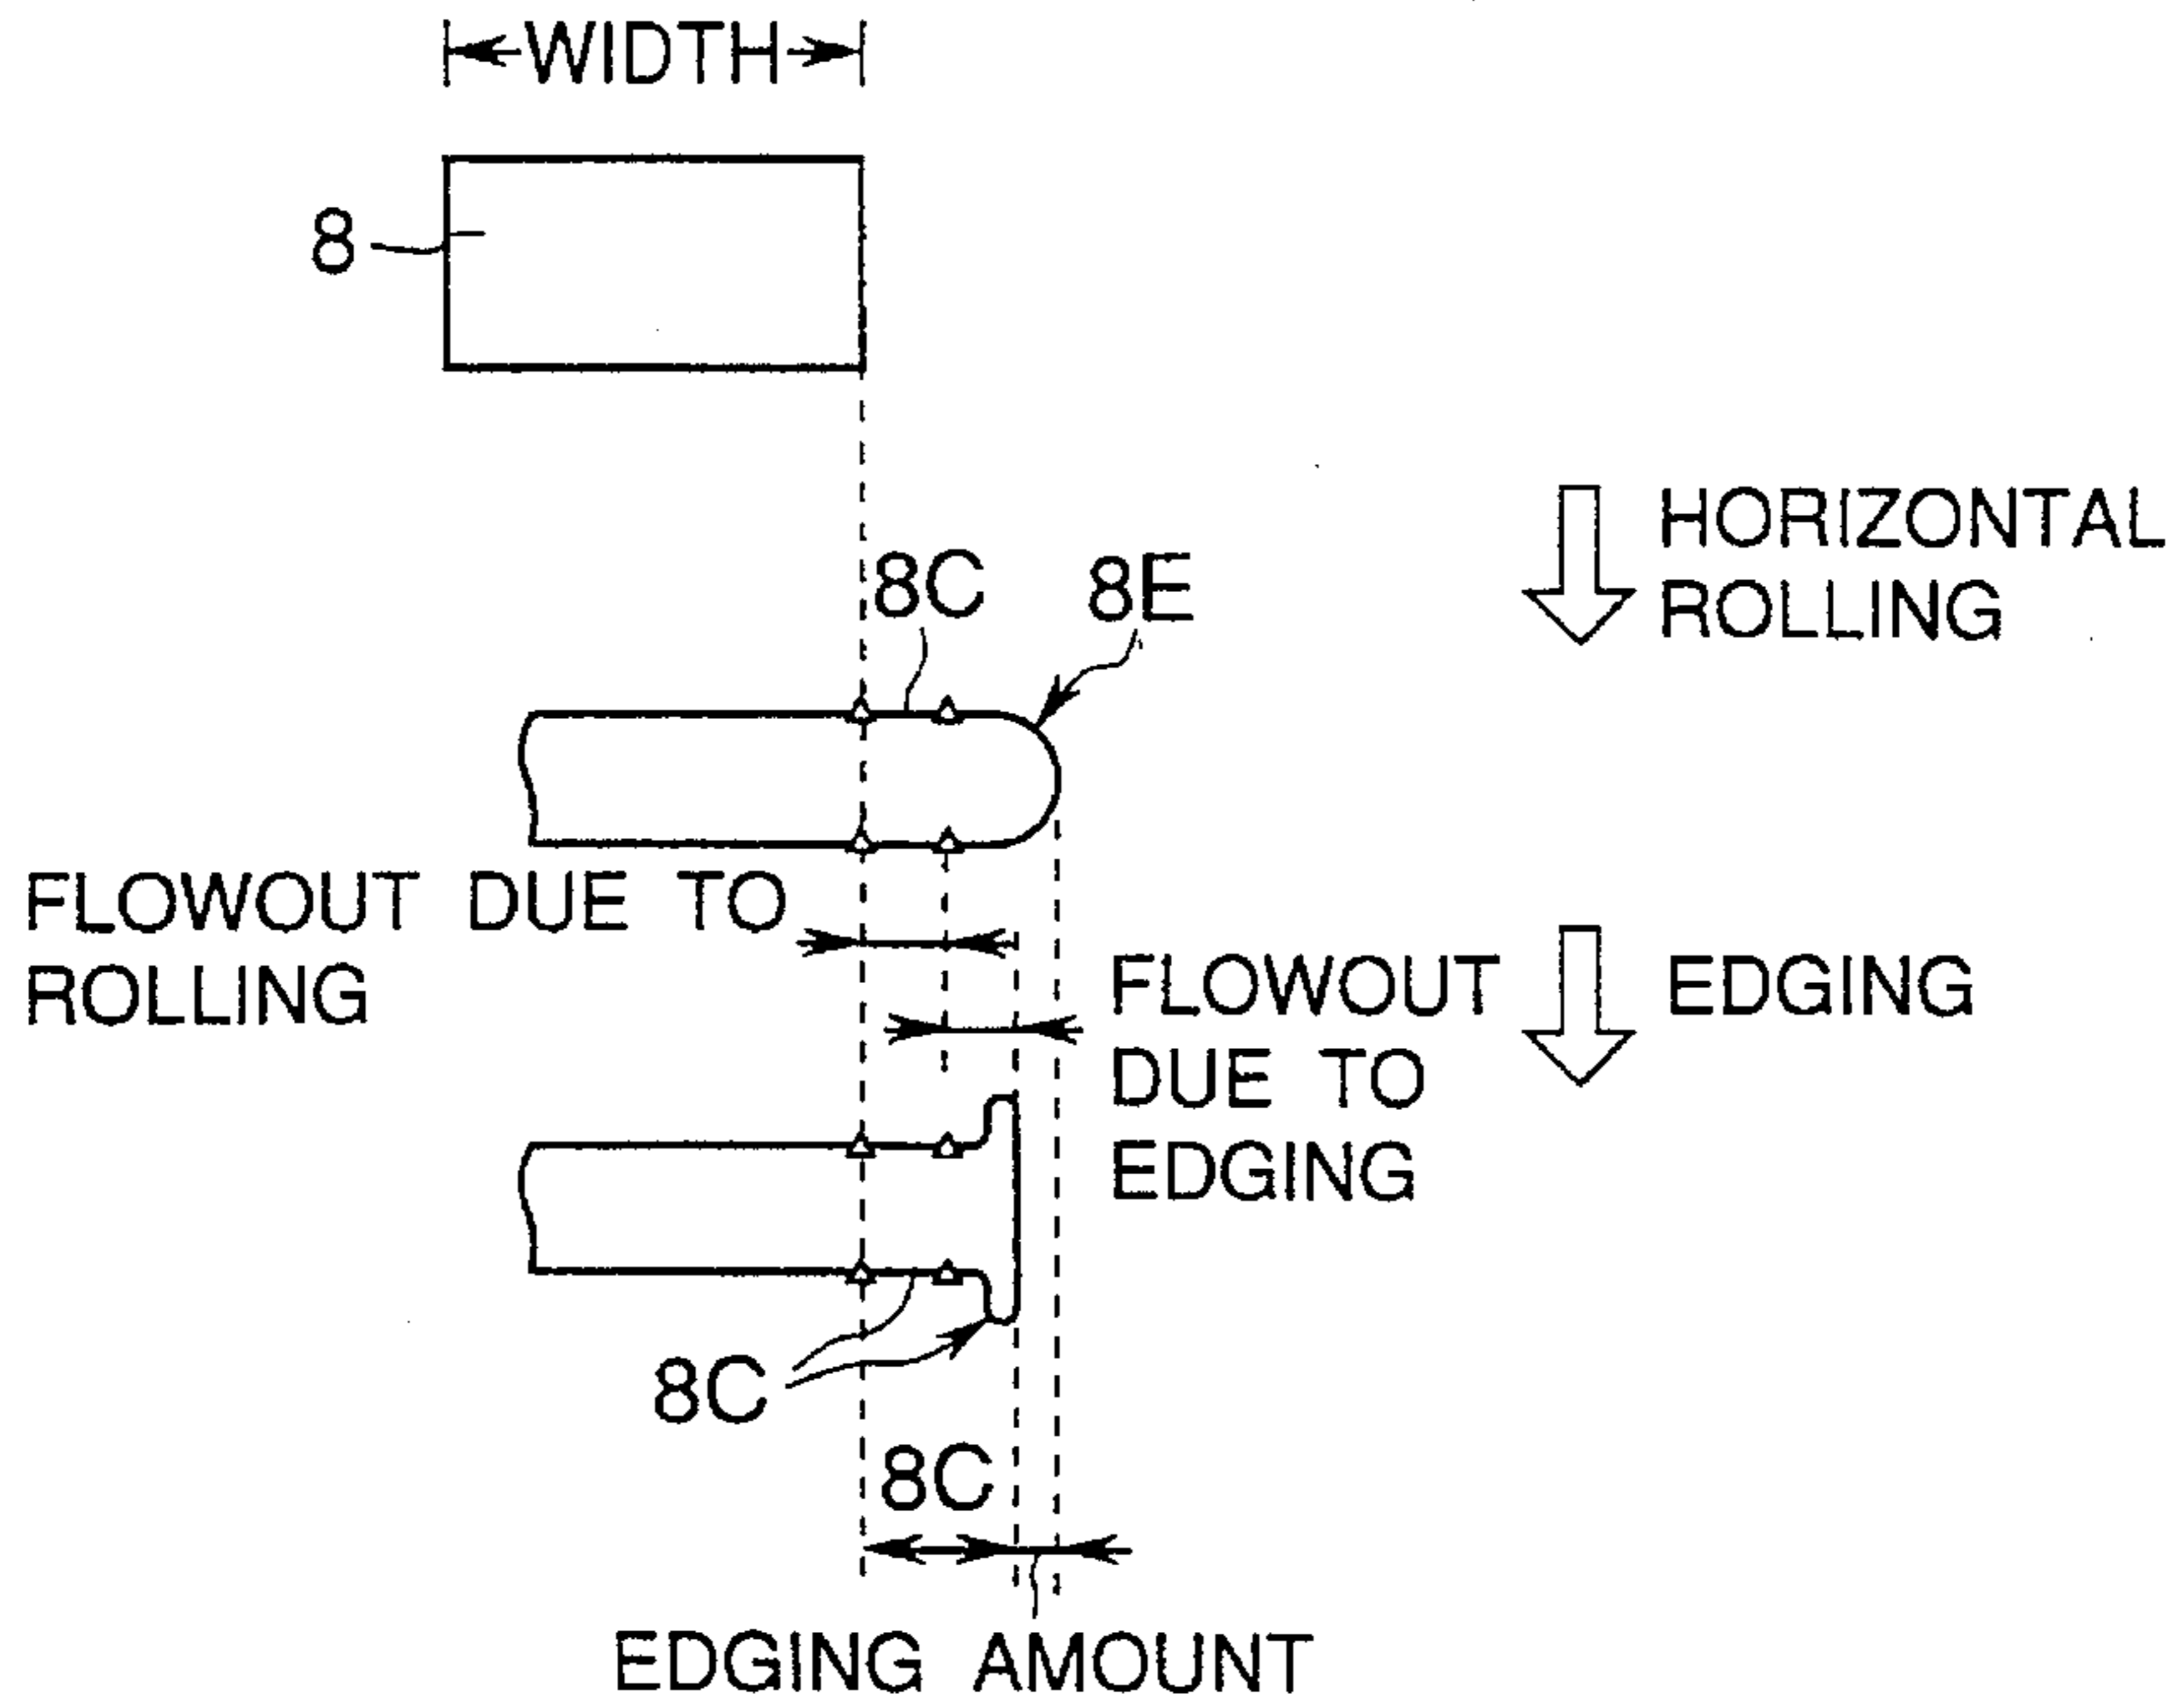 WIDTH
8
HORIZONTAL
ROLLING
8C
8E
FLOWOUT DUE TO
ROLLING
FLOWOUT
DUE TO
EDGING
EDGING
8C
8C
EDGING AMOUNT